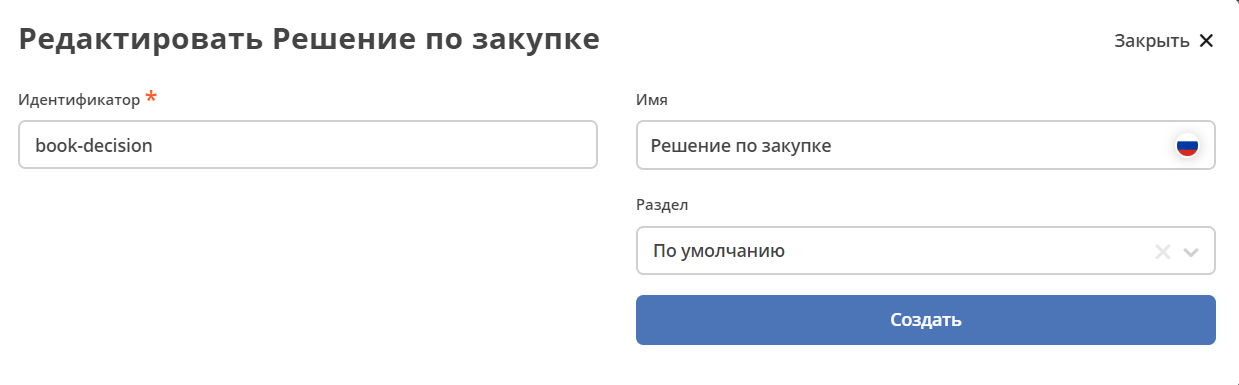 Редактировать Решение по закупке
Закрыть ✕
Идентификатор *
book-decision
Имя
Решение по закупке
Раздел
По умолчанию
Создать